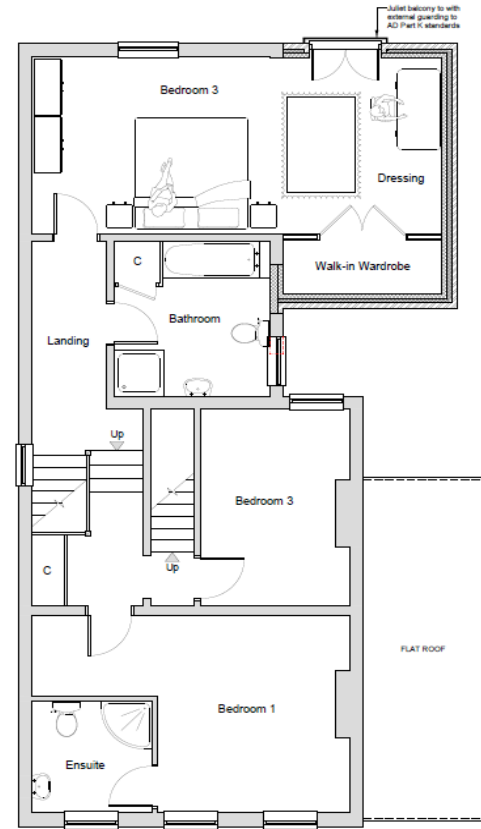 Juliet balcony to with
external guarding to
AD Part K standards
Bedroom 3
Dressing
Walk-in Wardrobe
C
Bathroom
Landing
Up
Bedroom 3
C
Up
FLAT ROOF
Bedroom 1
Ensuite